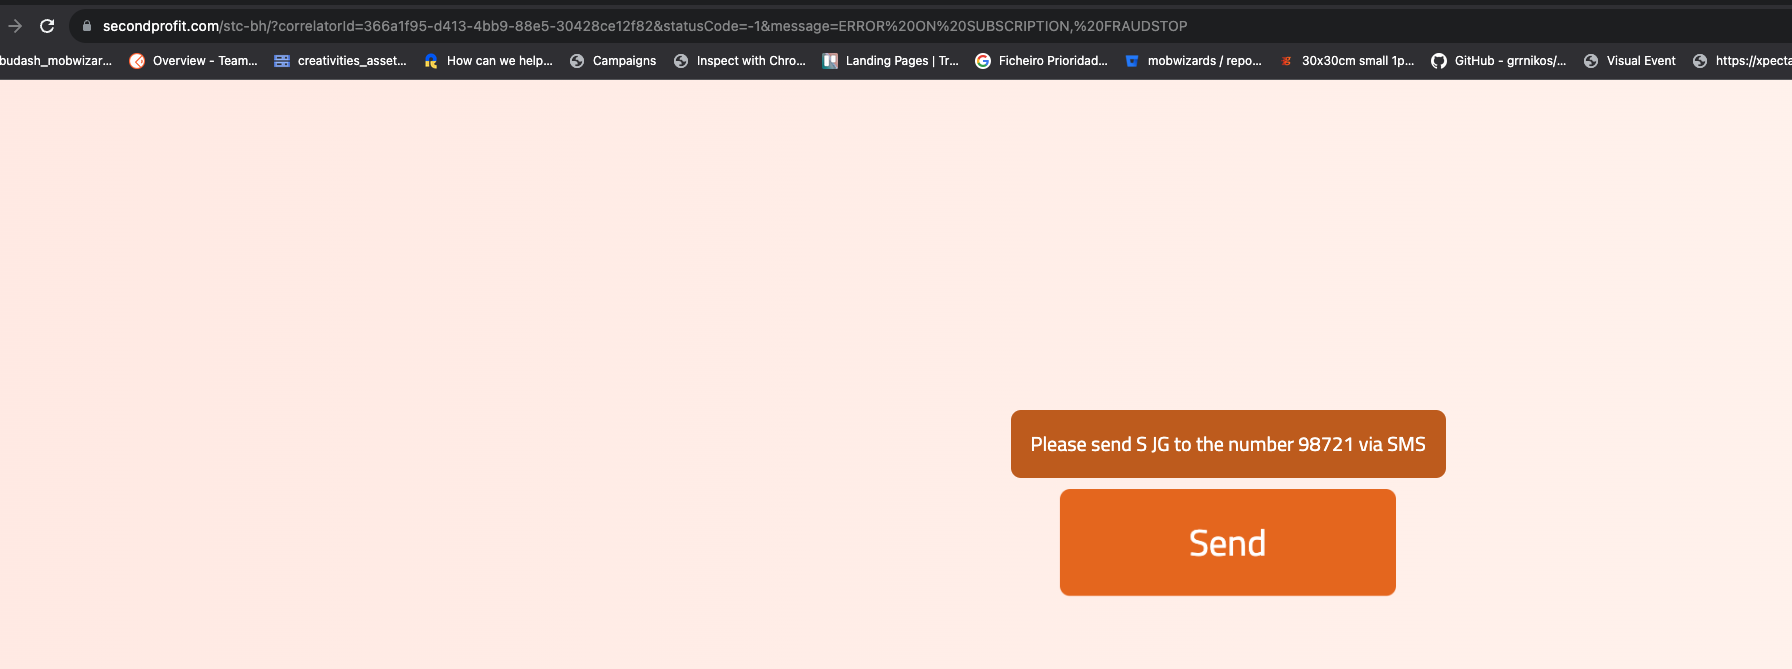 secondprofit.com/stc-bh/?correlatorId=366a1f95-d413-4bb9-88e5-30428ce12f82&statusCode=-1&message=ERROR%20ON%20SUBSCRIPTION,%20FRAUDSTOP
budash_mobwizar... Overview - Team... creativities_asset... How can we help... Campaigns Inspect with Chro... Landing Pages | Tr... Ficheiro Prioridad... mobwizards / repo... 30x30cm small 1p... GitHub - grrnikos/... Visual Event https://xpecta
Please send S JG to the number 98721 via SMS
Send